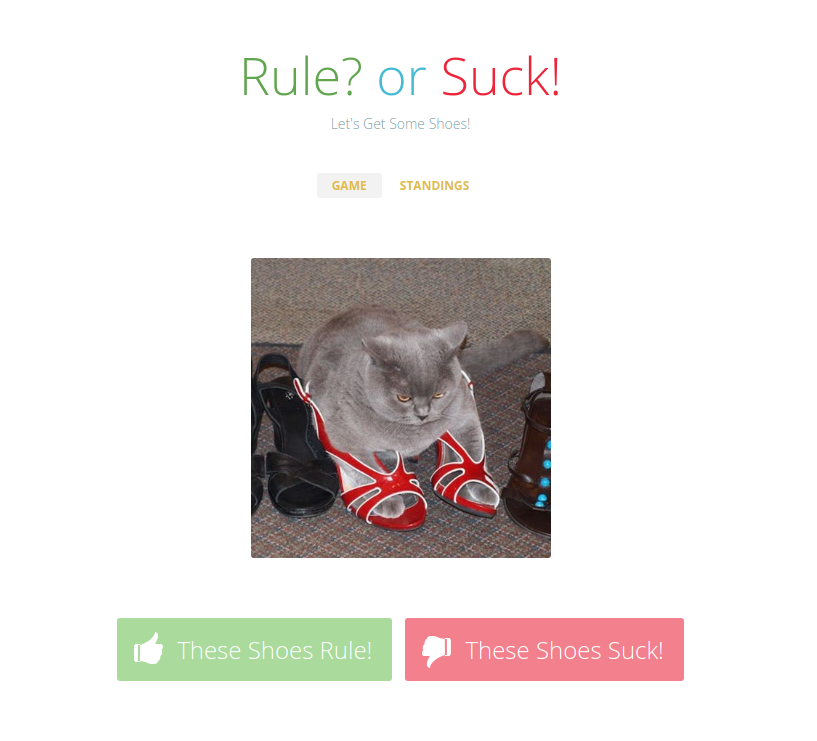 Rule? or Suck!
Let's Get Some Shoes!
GAME STANDINGS
These Shoes Rule! These Shoes Suck!